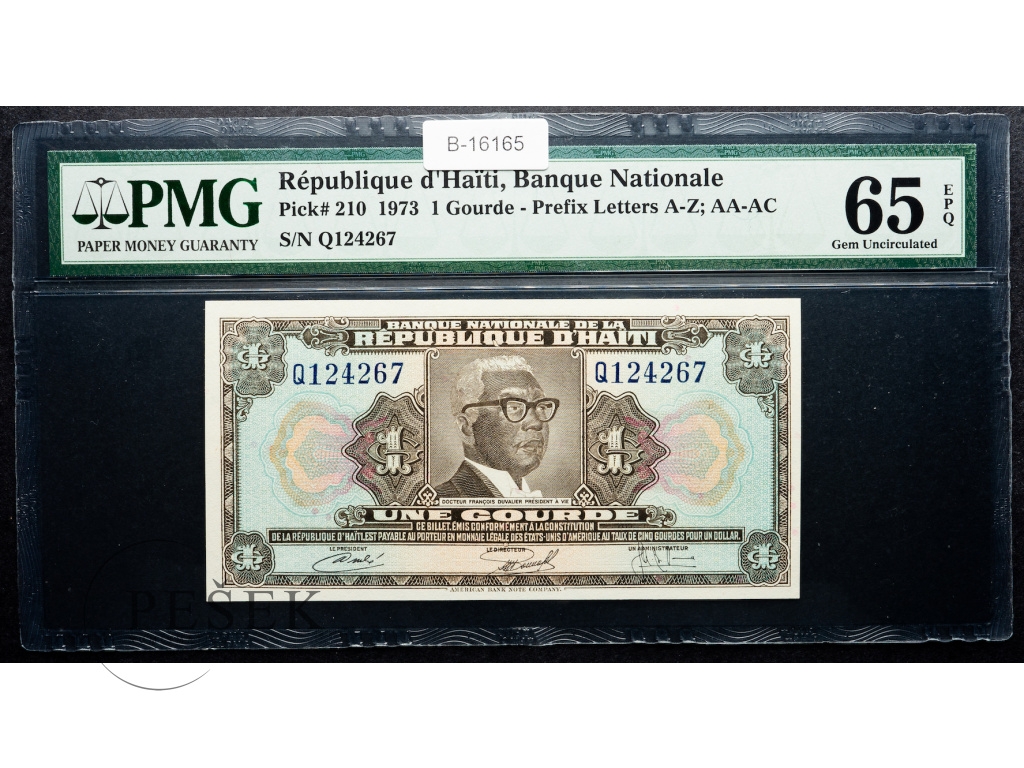 B-16165
PMG
PAPER MONEY GUARANTY
République d'Haïti, Banque Nationale
Pick# 210 1973 1 Gourde - Prefix Letters A-Z; AA-AC
S/N Q124267
65
EPQ
Gem Uncirculated
BANQUE NATIONALE DE LA
RÉPUBLIQUE D'HAÏTI
Q124267 Q124267
DOCTEUR FRANÇOIS DUVALIER PRÉSIDENT À VIE
UNE GOURDE
CE BILLET, ÉMIS CONFORMÉMENT À LA CONSTITUTION
DE LA RÉPUBLIQUE D'HAÏTI, EST PAYABLE AU PORTEUR EN MONNAIE LÉGALE DES ÉTATS-UNIS D'AMÉRIQUE AU TAUX DE CINQ GOURDES POUR UN DOLLAR.
LE PRESIDENT LE DIRECTEUR UN ADMINISTRATEUR
AMERICAN BANK NOTE COMPANY.
PEŠEK